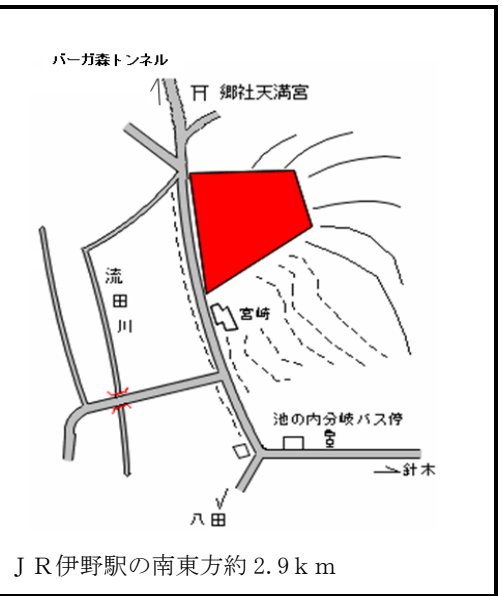 バーガ森トンネル
郷社天満宮
流田川
宮崎
池の内分岐バス停
針木
八田
ＪＲ伊野駅の南東方約2.9ｋｍ